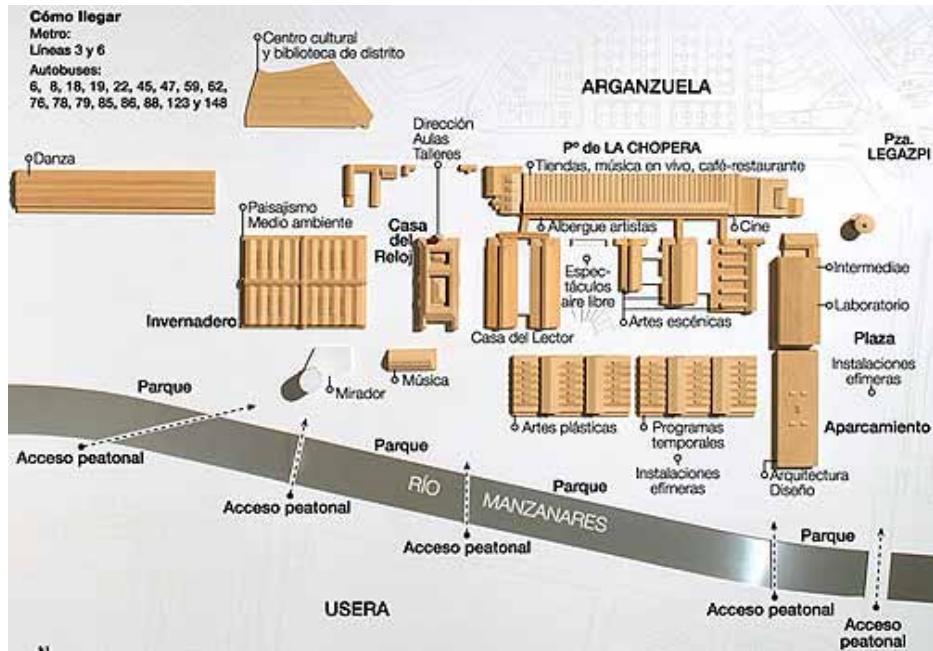 Cómo llegar
Metro:
Líneas 3 y 6
Autobuses:
6, 8, 18, 19, 22, 45, 47, 59, 62,
76, 78, 79, 85, 86, 88, 123 y 148
Centro cultural
y biblioteca de distrito
ARGANZUELA
Dirección
Aulas
Talleres
Pº de LA CHOPERA
Pza.
LEGAZPI
Danza
Tiendas, música en vivo, café-restaurante
Paisajismo
Medio ambiente
Casa
del
Reloj
Albergue artistas
Cine
Espec-
táculos
aire libre
Intermediae
Laboratorio
Invernadero
Casa del Lector
Artes escénicas
Plaza
Instalaciones
efímeras
Parque
Mirador
Música
Artes plásticas
Programas
temporales
Aparcamiento
Acceso peatonal
Parque
Instalaciones
efímeras
Arquitectura
Diseño
RÍO
MANZANARES
Parque
Acceso peatonal
Acceso peatonal
Parque
USERA
Acceso peatonal
Acceso
peatonal
N